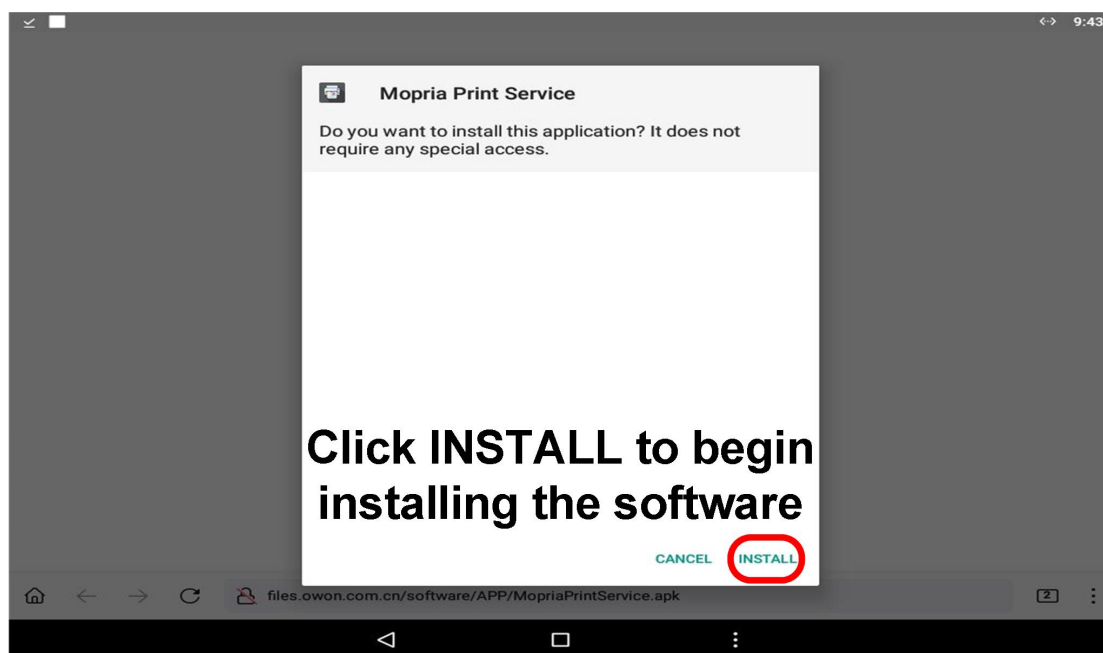 9:43
Mopria Print Service
Do you want to install this application? It does not
require any special access.
Click INSTALL to begin
installing the software
CANCEL INSTALL
files.owon.com.cn/software/APP/MopriaPrintService.apk
2